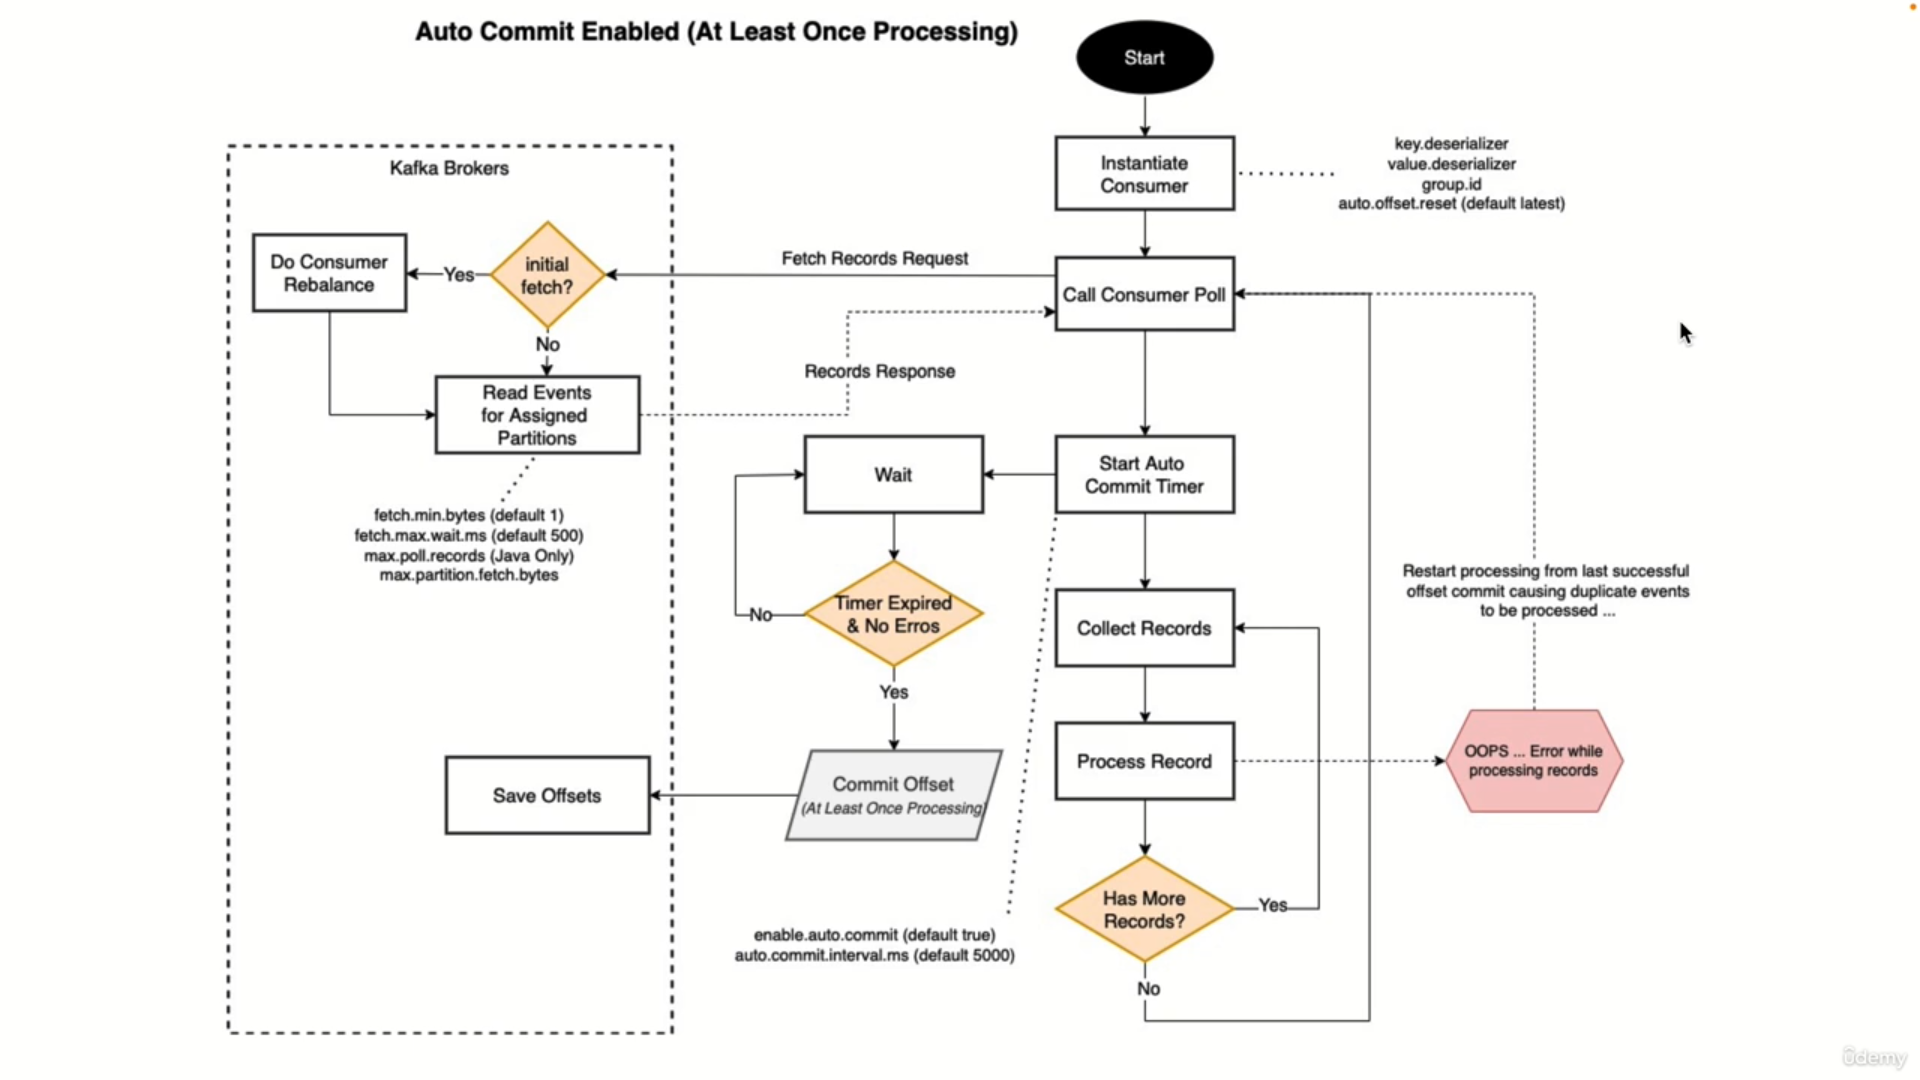 Auto Commit Enabled (At Least Once Processing)
Start
Instantiate
Consumer
key.deserializer
value.deserializer
group.id
auto.offset.reset (default latest)
Kafka Brokers
Do Consumer
Rebalance
Yes
initial
fetch?
Fetch Records Request
Call Consumer Poll
No
Read Events
for Assigned
Partitions
Records Response
fetch.min.bytes (default 1)
fetch.max.wait.ms (default 500)
max.poll.records (Java Only)
max.partition.fetch.bytes
Wait
Start Auto
Commit Timer
Timer Expired
& No Erros
No
Yes
Collect Records
Restart processing from last successful
offset commit causing duplicate events
to be processed ...
Save Offsets
Commit Offset
(At Least Once Processing)
Process Record
OOPS ... Error while
processing records
Has More
Records?
Yes
enable.auto.commit (default true)
auto.commit.interval.ms (default 5000)
No
ûdemy